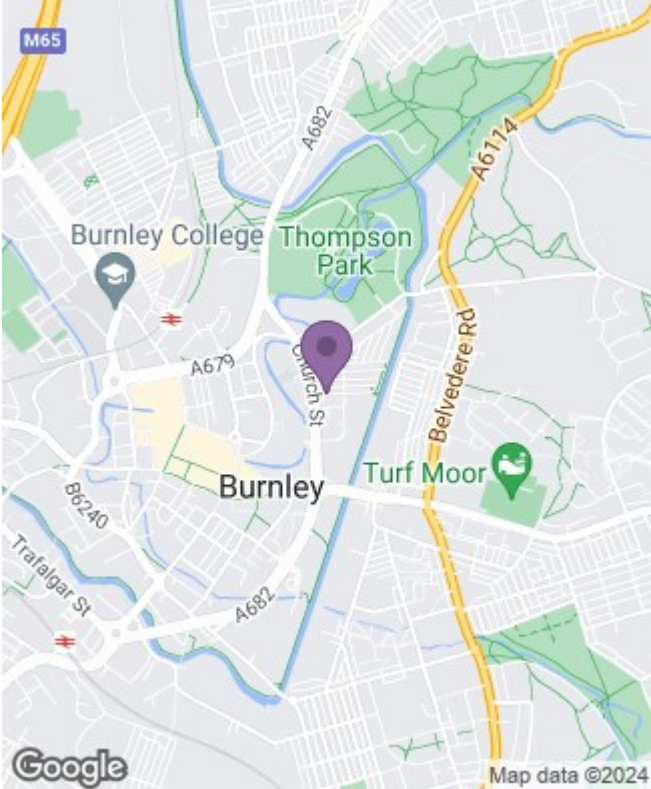 M65
A682
A6114
Burnley College
Thompson
Park
Belvedere Rd
Church St
A679
Turf Moor
Burnley
B6240
Trafalgar St
A682
Google
Map data ©2024